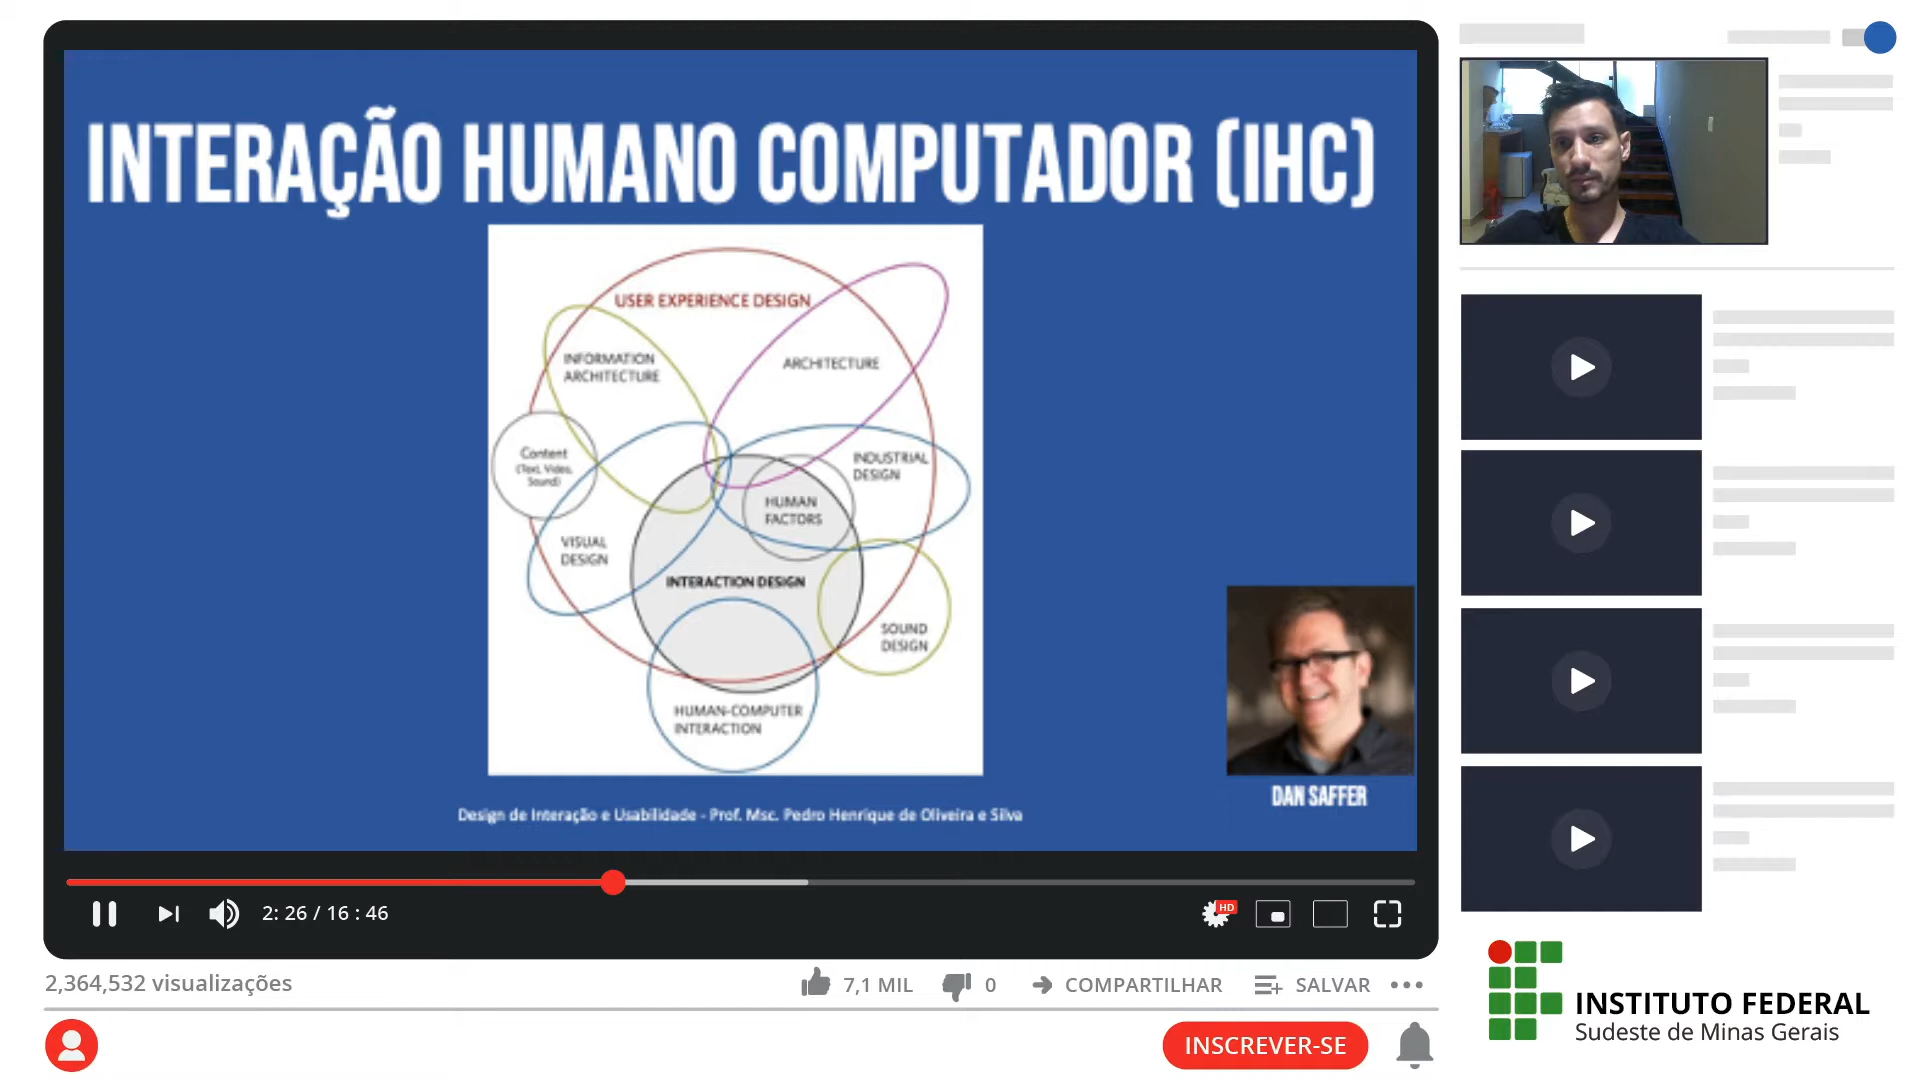 INTERAÇÃO HUMANO COMPUTADOR (IHC)
USER EXPERIENCE DESIGN
INFORMATION
ARCHITECTURE
ARCHITECTURE
Content
(Text, Video,
Sound)
INDUSTRIAL
DESIGN
HUMAN
FACTORS
VISUAL
DESIGN
INTERACTION DESIGN
SOUND
DESIGN
HUMAN-COMPUTER
INTERACTION
DAN SAFFER
Design de Interação e Usabilidade - Prof. Msc. Pedro Henrique de Oliveira e Silva
2: 26 / 16 : 46
HD
2,364,532 visualizações
7,1 MIL
0
COMPARTILHAR
SALVAR
INSCREVER-SE
INSTITUTO FEDERAL
Sudeste de Minas Gerais